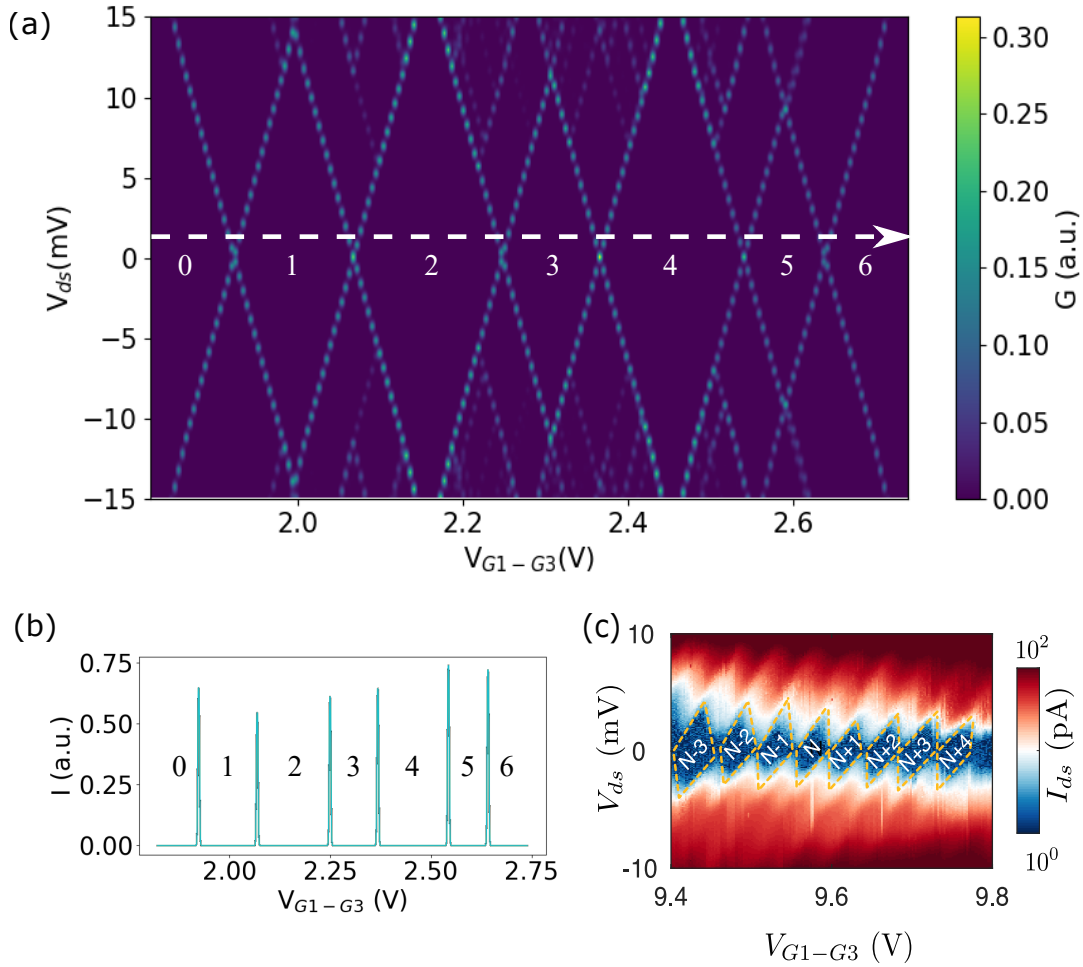 (a)
15
10
5
0
−5
−10
−15
V_ds(mV)
0 1 2 3 4 5 6
2.0 2.2 2.4 2.6
V_G1−G3(V)
0.30
0.25
0.20
0.15
0.10
0.05
0.00
G (a.u.)
(b)
0.75
0.50
0.25
0.00
I (a.u.)
0 1 2 3 4 5 6
2.00 2.25 2.50 2.75
V_G1−G3 (V)
(c)
10
0
-10
V_ds (mV)
N-3 N-2 N-1 N N+1 N+2 N+3 N+4
9.4 9.6 9.8
V_G1−G3 (V)
10^2
10^0
I_ds (pA)